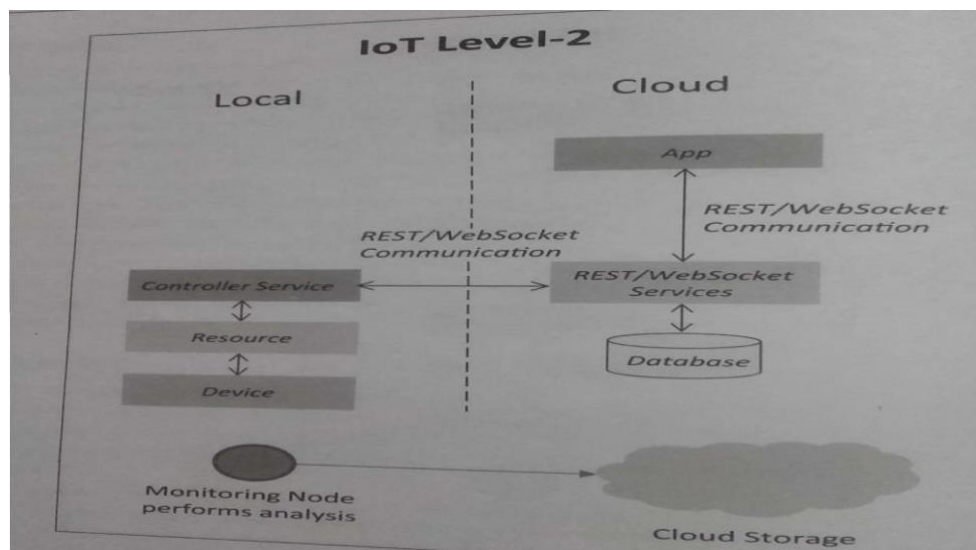 IoT Level-2
Local
Cloud
App
REST/WebSocket
Communication
REST/WebSocket
Communication
Controller Service
REST/WebSocket
Services
Resource
Database
Device
Monitoring Node
performs analysis
Cloud Storage